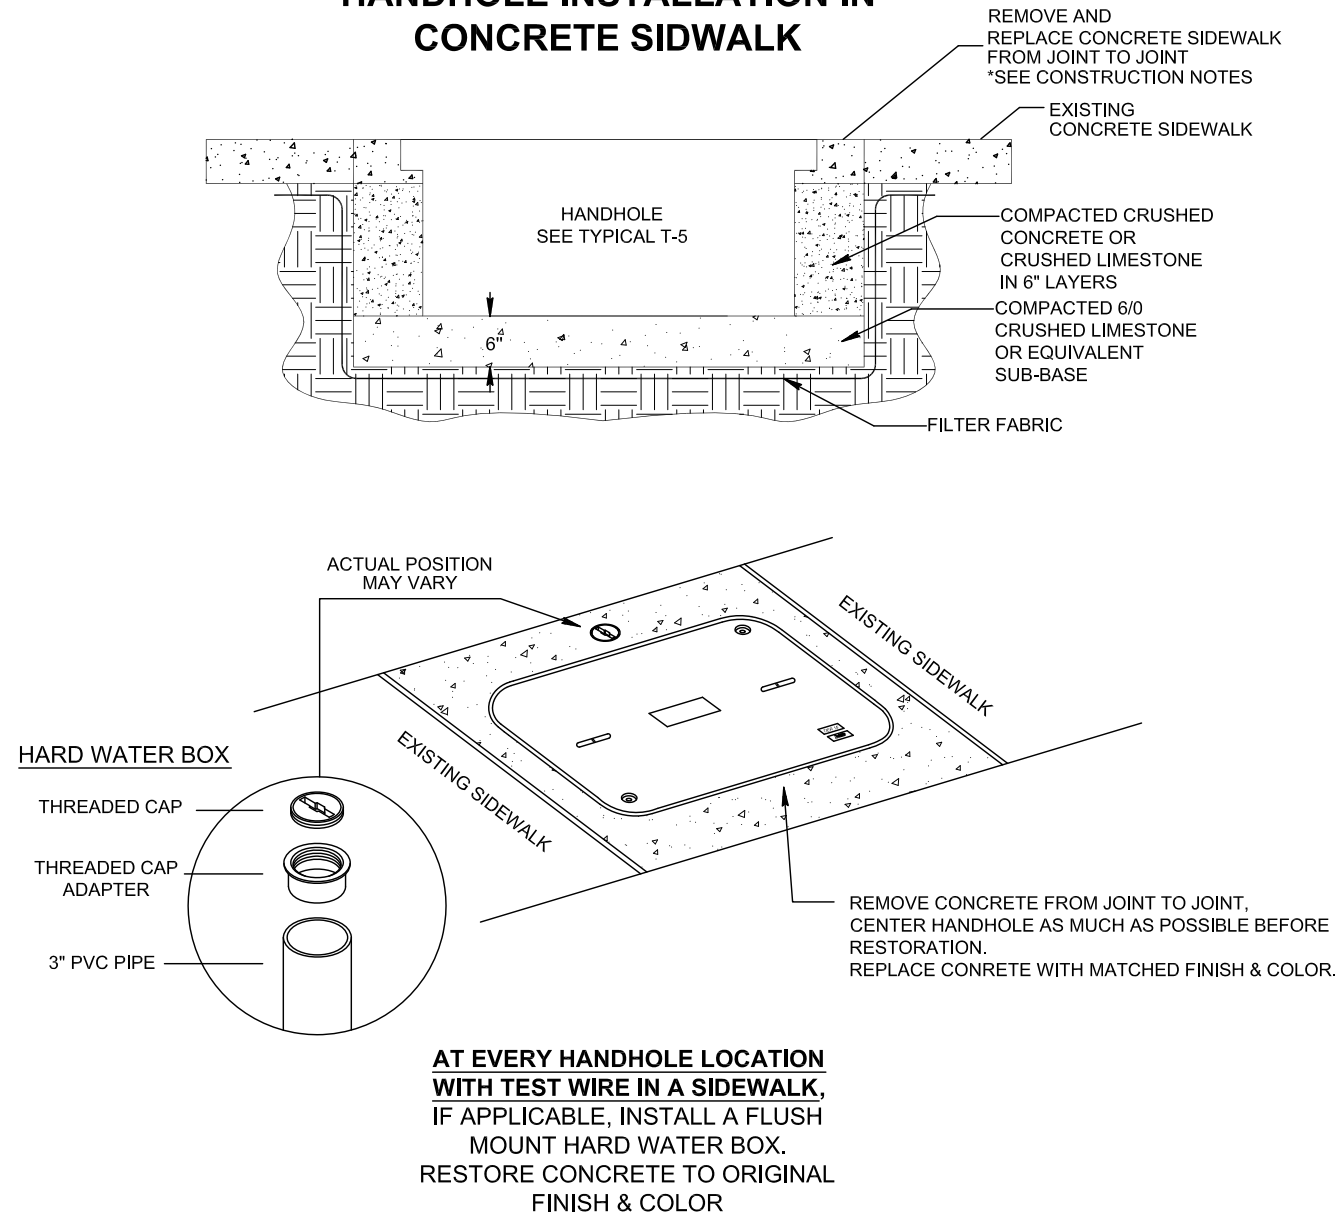 HANDHOLE INSTALLATION IN
CONCRETE SIDWALK
REMOVE AND
REPLACE CONCRETE SIDEWALK
FROM JOINT TO JOINT
*SEE CONSTRUCTION NOTES
EXISTING
CONCRETE SIDEWALK
HANDHOLE
SEE TYPICAL T-5
COMPACTED CRUSHED
CONCRETE OR
CRUSHED LIMESTONE
IN 6" LAYERS
6"
COMPACTED 6/0
CRUSHED LIMESTONE
OR EQUIVALENT
SUB-BASE
FILTER FABRIC
ACTUAL POSITION
MAY VARY
EXISTING SIDEWALK
EXISTING SIDEWALK
HARD WATER BOX
THREADED CAP
THREADED CAP
ADAPTER
3" PVC PIPE
REMOVE CONCRETE FROM JOINT TO JOINT,
CENTER HANDHOLE AS MUCH AS POSSIBLE BEFORE
RESTORATION.
REPLACE CONRETE WITH MATCHED FINISH & COLOR.
AT EVERY HANDHOLE LOCATION
WITH TEST WIRE IN A SIDEWALK,
IF APPLICABLE, INSTALL A FLUSH
MOUNT HARD WATER BOX.
RESTORE CONCRETE TO ORIGINAL
FINISH & COLOR